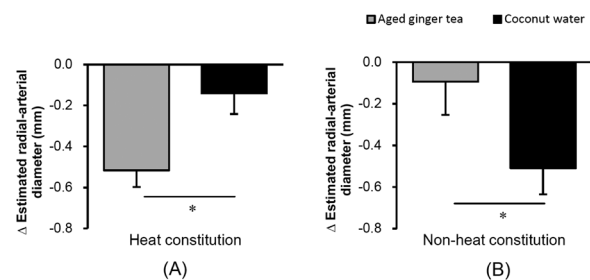 Aged ginger tea Coconut water
Δ Estimated radial-arterial
diameter (mm)
0.0
-0.2
-0.4
-0.6
-0.8
*
Heat constitution
(A)
Δ Estimated radial-arterial
diameter (mm)
0.0
-0.2
-0.4
-0.6
-0.8
*
Non-heat constitution
(B)